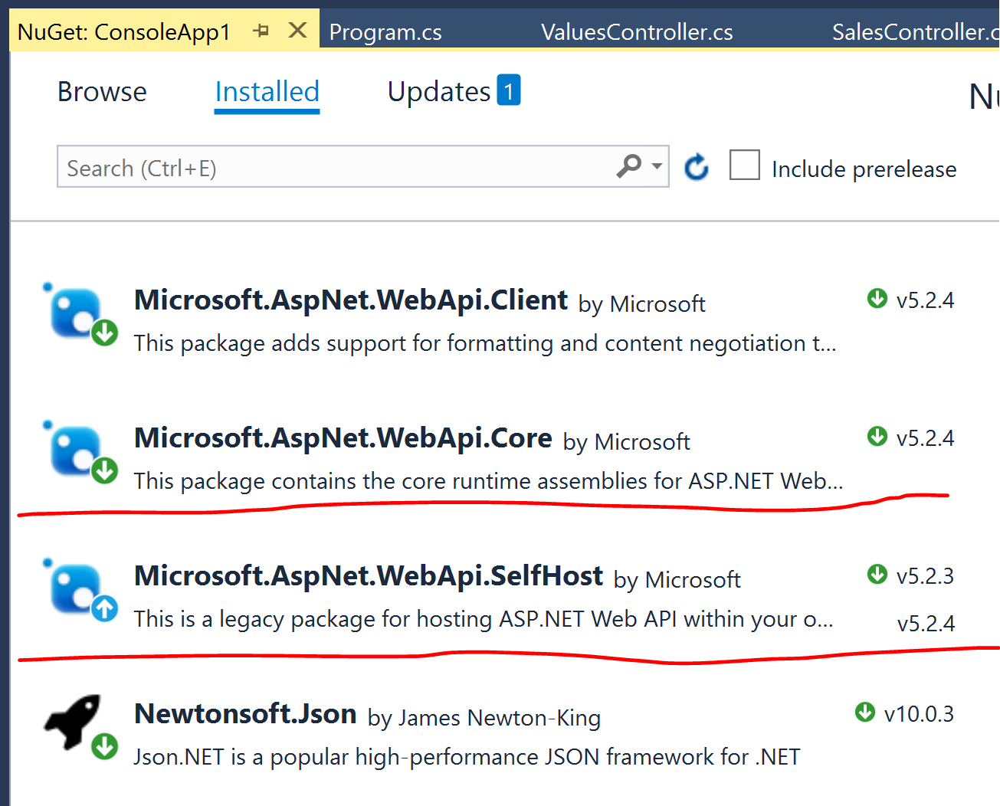 NuGet: ConsoleApp1 Program.cs ValuesController.cs SalesController.c
Browse Installed Updates 1 Nu
Search (Ctrl+E) Include prerelease
Microsoft.AspNet.WebApi.Client by Microsoft v5.2.4
This package adds support for formatting and content negotiation t...
Microsoft.AspNet.WebApi.Core by Microsoft v5.2.4
This package contains the core runtime assemblies for ASP.NET Web...
Microsoft.AspNet.WebApi.SelfHost by Microsoft v5.2.3
This is a legacy package for hosting ASP.NET Web API within your o... v5.2.4
Newtonsoft.Json by James Newton-King v10.0.3
Json.NET is a popular high-performance JSON framework for .NET